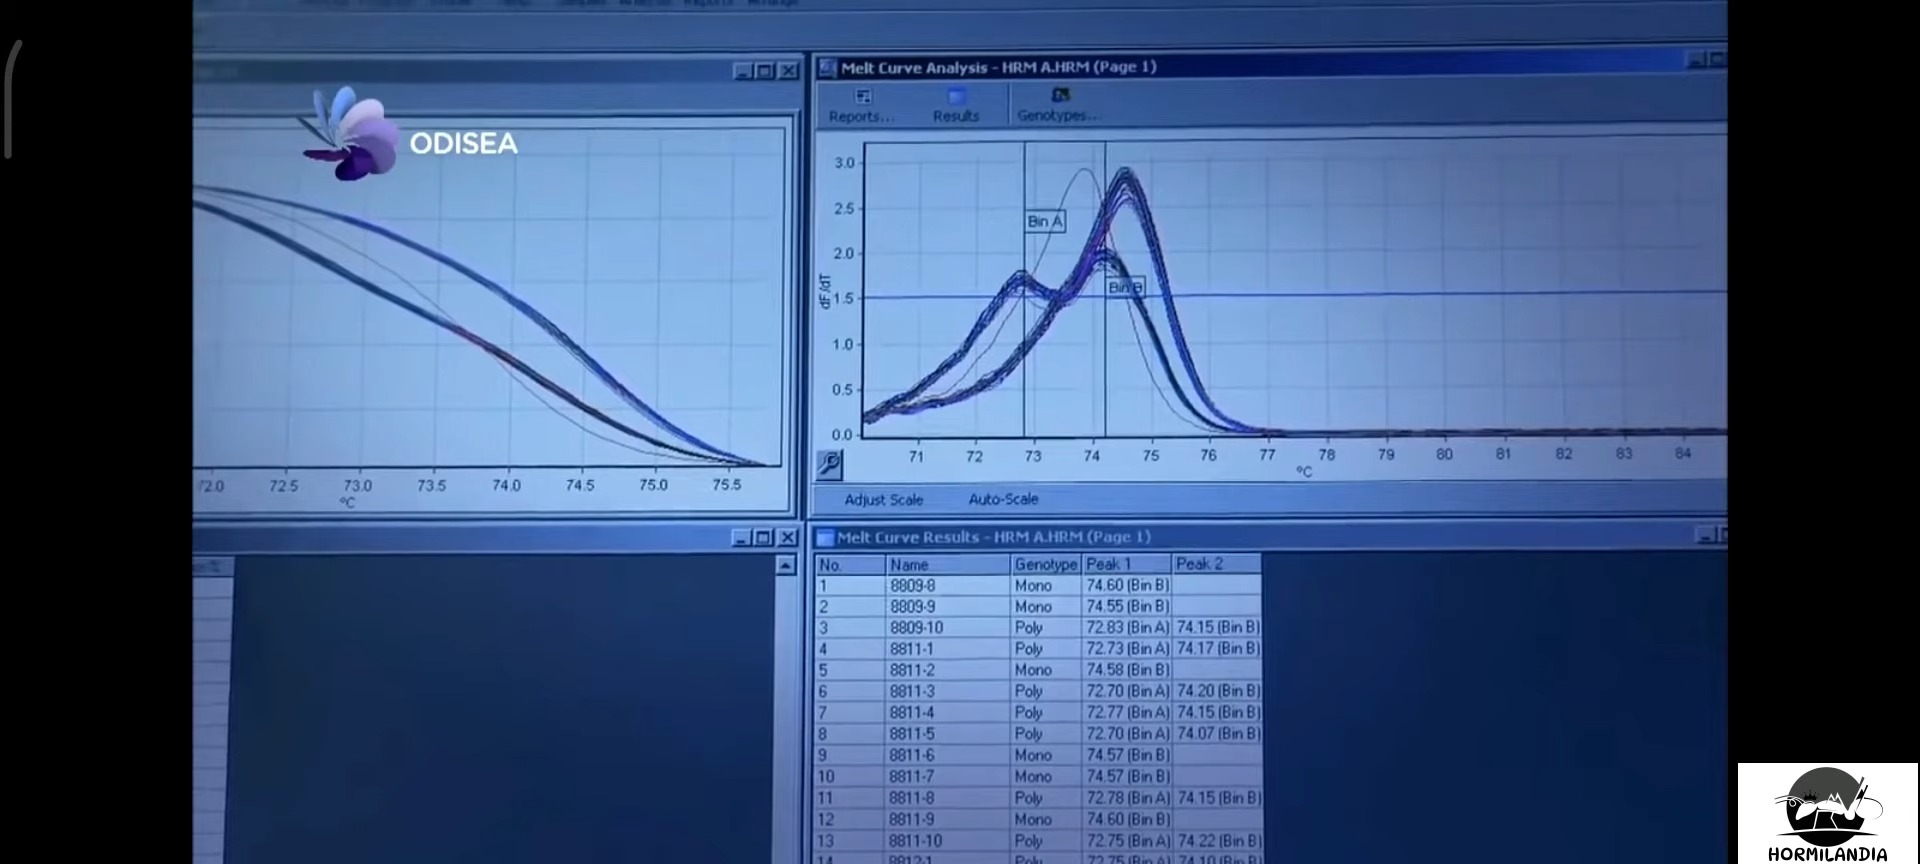 ODISEA
72.0 72.5 73.0 73.5 74.0 74.5 75.0 75.5
°C
Melt Curve Analysis - HRM A.HRM (Page 1)
Reports... Results Genotypes...
3.0
2.5
2.0
1.5
1.0
0.5
0.0
dF/dT
Bin A
Bin B
71 72 73 74 75 76 77 78 79 80 81 82 83 84
°C
Adjust Scale Auto-Scale
Melt Curve Results - HRM A.HRM (Page 1)
No. Name Genotype Peak 1 Peak 2
1 8809-8 Mono 74.60 (Bin B)
2 8809-9 Mono 74.55 (Bin B)
3 8809-10 Poly 72.83 (Bin A) 74.15 (Bin B)
4 8811-1 Poly 72.73 (Bin A) 74.17 (Bin B)
5 8811-2 Mono 74.58 (Bin B)
6 8811-3 Poly 72.70 (Bin A) 74.20 (Bin B)
7 8811-4 Poly 72.77 (Bin A) 74.15 (Bin B)
8 8811-5 Poly 72.70 (Bin A) 74.07 (Bin B)
9 8811-6 Mono 74.57 (Bin B)
10 8811-7 Mono 74.57 (Bin B)
11 8811-8 Poly 72.78 (Bin A) 74.15 (Bin B)
12 8811-9 Mono 74.60 (Bin B)
13 8811-10 Poly 72.75 (Bin A) 74.22 (Bin B)
14 8812-1 Poly 72.75 (Bin A) 74.10 (Bin B)
HORMILANDIA